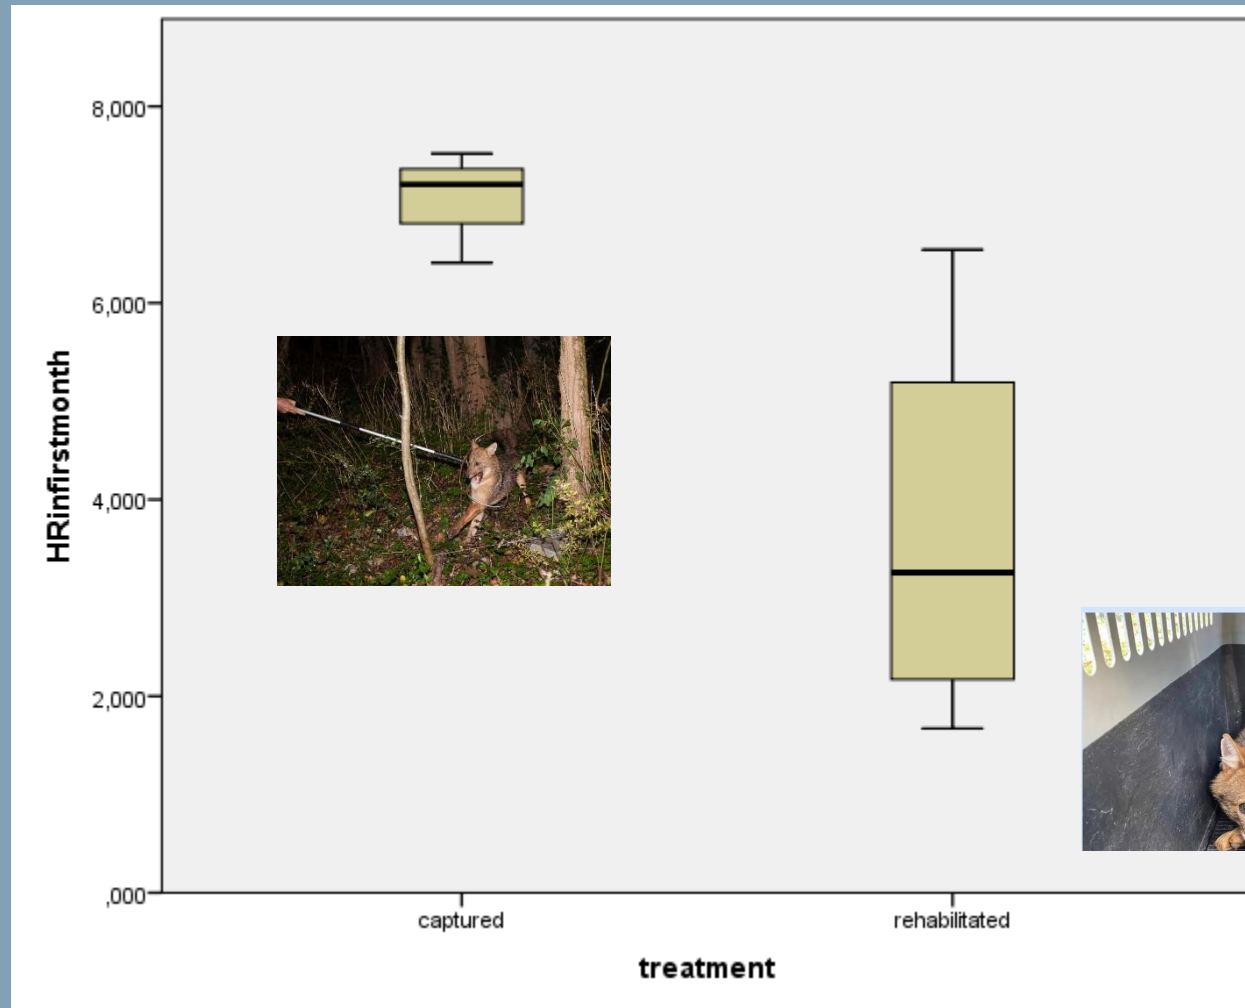 HRinfirstmonth
8,000
6,000
4,000
2,000
,000
captured
rehabilitated
treatment